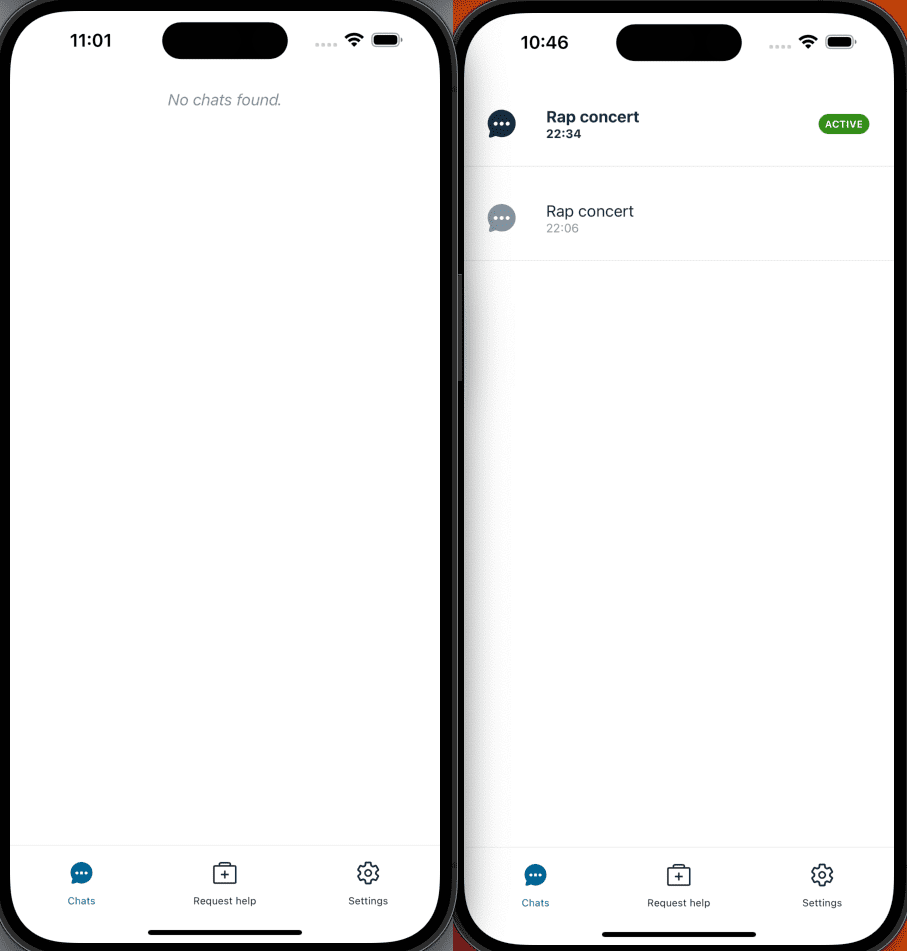 11:01
No chats found.
Chats
Request help
Settings
10:46
Rap concert
22:34
ACTIVE
Rap concert
22:06
Chats
Request help
Settings